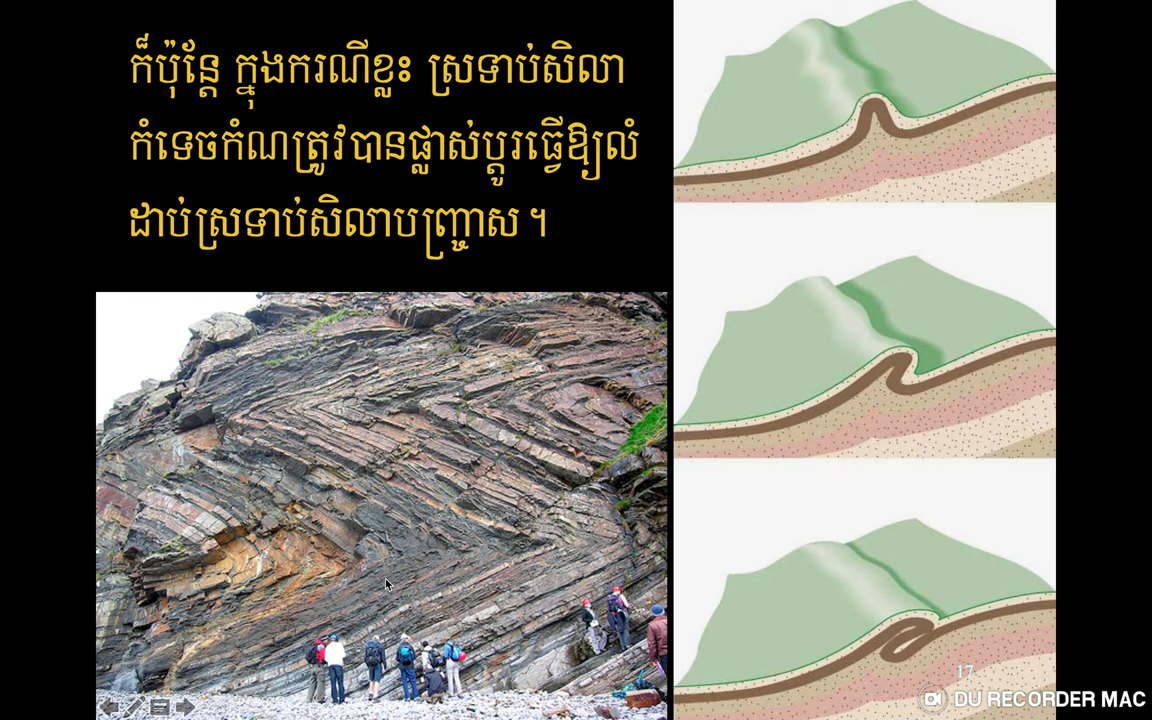 ក៏ប៉ុន្តែ ក្នុងករណីខ្លះ ស្រទាប់សិលា
កំទេចកំណត្រូវបានផ្លាស់ប្តូរធ្វើឱ្យលំ
ដាប់ស្រទាប់សិលាបញ្ច្រាស ។
17
DU RECORDER MAC